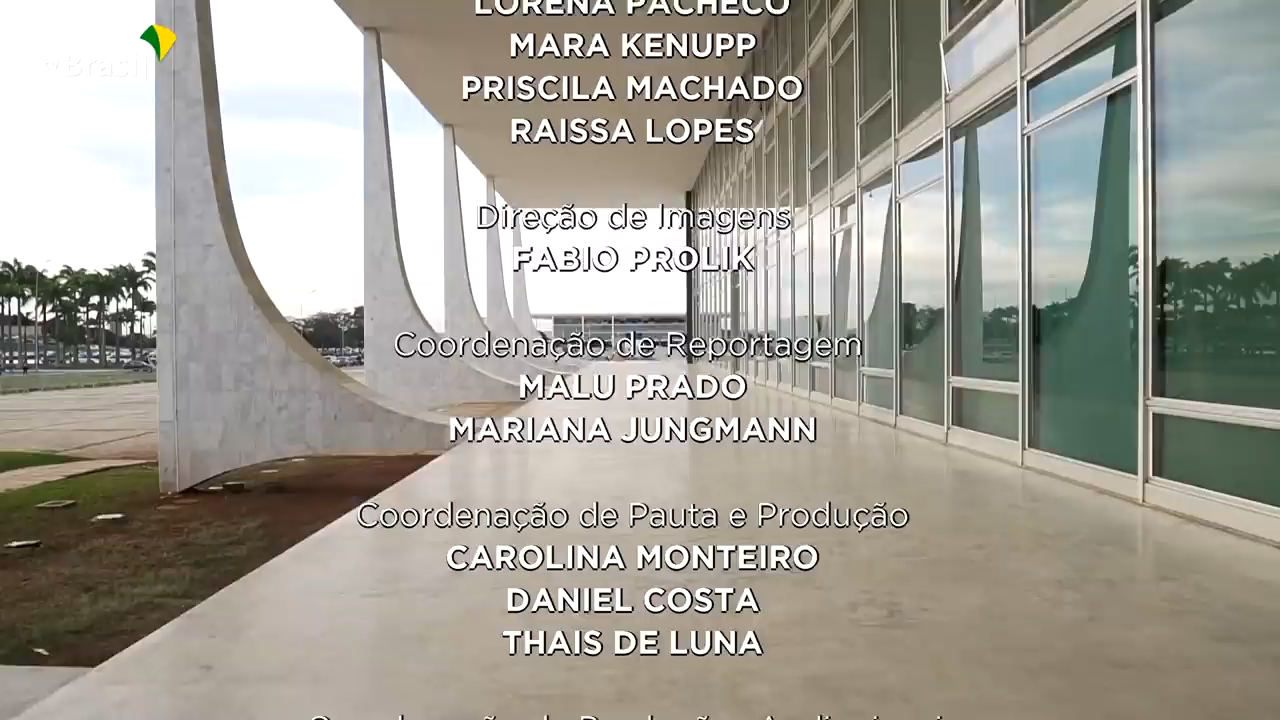 Brasil
LORENA PACHECO
MARA KENUPP
PRISCILA MACHADO
RAISSA LOPES
Direção de Imagens
FABIO PROLIK
Coordenação de Reportagem
MALU PRADO
MARIANA JUNGMANN
Coordenação de Pauta e Produção
CAROLINA MONTEIRO
DANIEL COSTA
THAIS DE LUNA